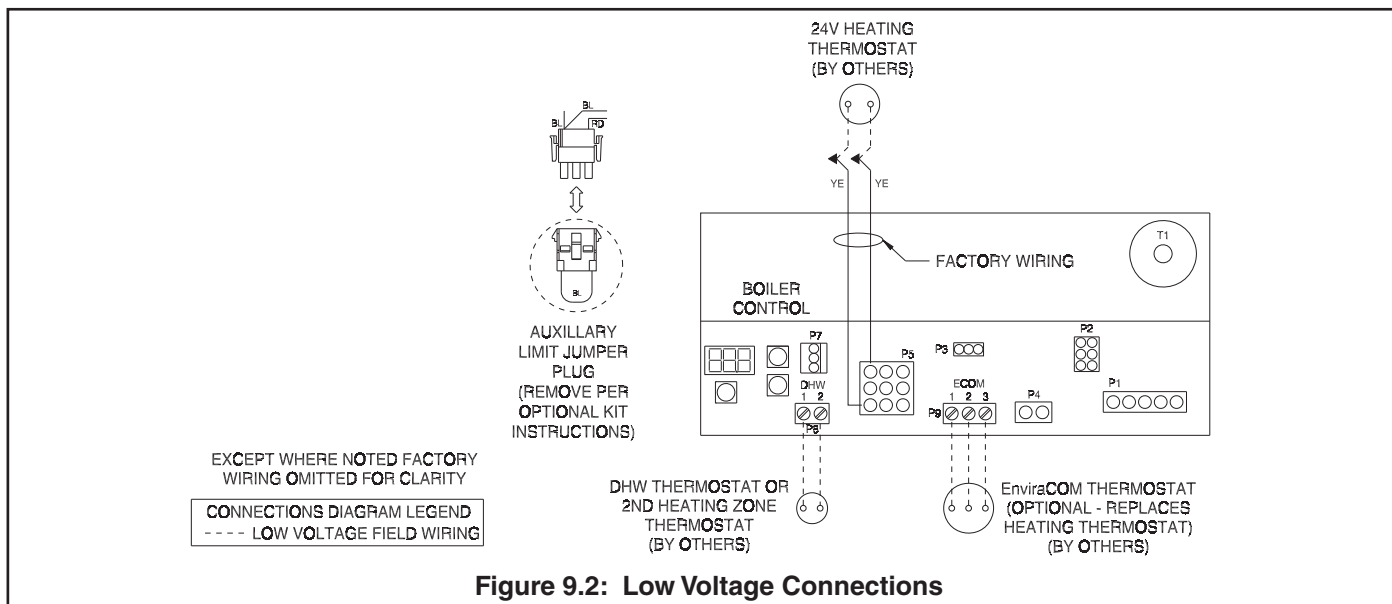 24V HEATING
THERMOSTAT
(BY OTHERS)
BL
BL
RD
YE
YE
T1
FACTORY WIRING
BOILER
CONTROL
BL
AUXILLARY
LIMIT JUMPER
PLUG
(REMOVE PER
OPTIONAL KIT
INSTRUCTIONS)
P7
P5
P3
P2
P1
DHW
1 2
P6
ECOM
1 2 3
P9
P4
EXCEPT WHERE NOTED FACTORY
WIRING OMITTED FOR CLARITY
CONNECTIONS DIAGRAM LEGEND
---- LOW VOLTAGE FIELD WIRING
DHW THERMOSTAT OR
2ND HEATING ZONE
THERMOSTAT
(BY OTHERS)
EnviraCOM THERMOSTAT
(OPTIONAL - REPLACES
HEATING THERMOSTAT)
(BY OTHERS)
Figure 9.2: Low Voltage Connections